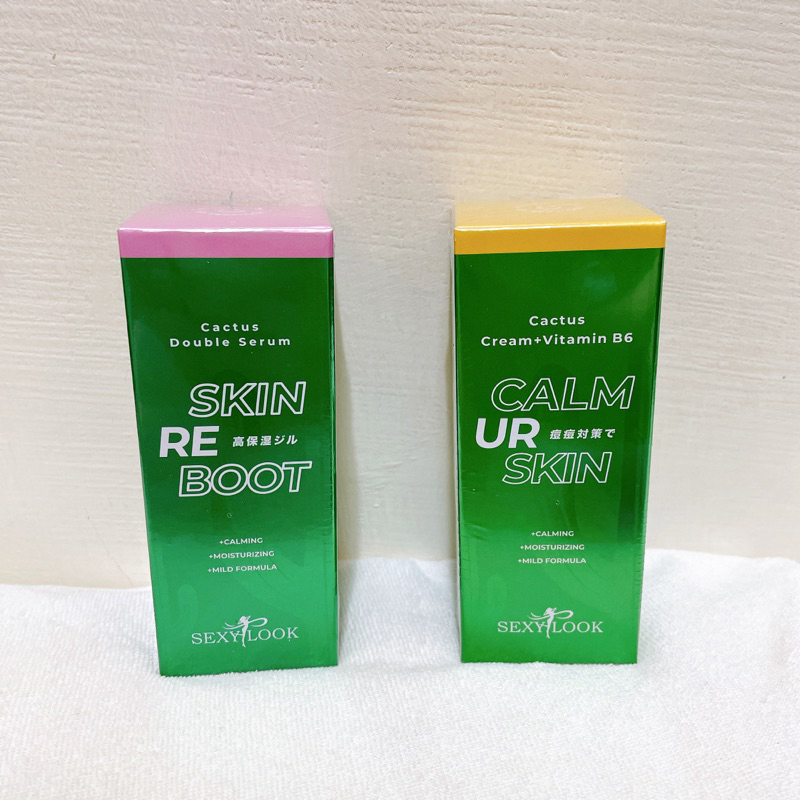 Cactus
Double Serum
SKIN
RE 高保湿ジル
BOOT
+CALMING
+MOISTURIZING
+MILD FORMULA
SEXYLOOK
Cactus
Cream+Vitamin B6
CALM
UR 痘痘対策で
SKIN
+CALMING
+MOISTURIZING
+MILD FORMULA
SEXYLOOK